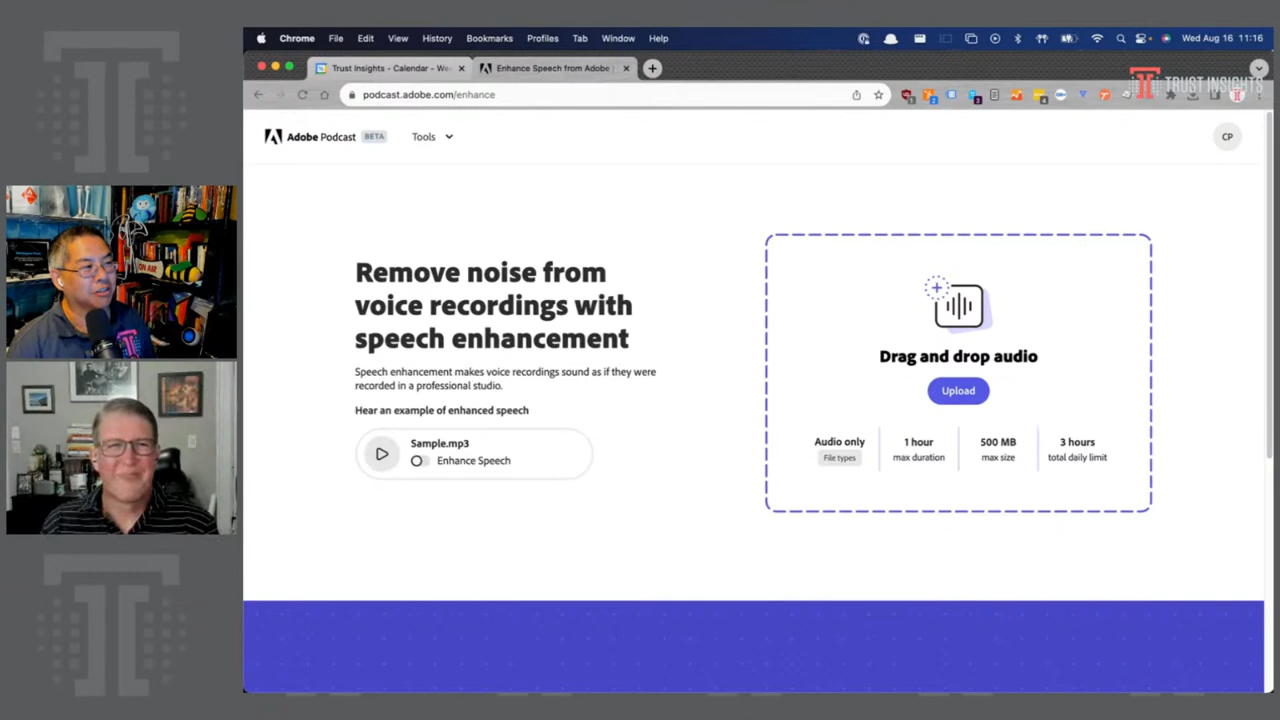 Chrome File Edit View History Bookmarks Profiles Tab Window Help
Wed Aug 16 11:16
Trust Insights - Calendar - We
Enhance Speech from Adobe
podcast.adobe.com/enhance
TRUST INSIGHTS
Adobe Podcast BETA Tools
CP
Remove noise from
voice recordings with
speech enhancement
Speech enhancement makes voice recordings sound as if they were
recorded in a professional studio.
Hear an example of enhanced speech
Sample.mp3
Enhance Speech
Drag and drop audio
Upload
Audio only 1 hour 500 MB 3 hours
File types max duration max size total daily limit
ON AIR